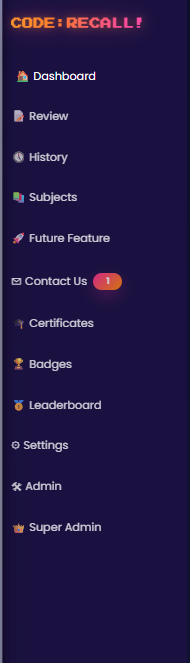 CODE:RECALL!
Dashboard
Review
History
Subjects
Future Feature
Contact Us 1
Certificates
Badges
Leaderboard
Settings
Admin
Super Admin